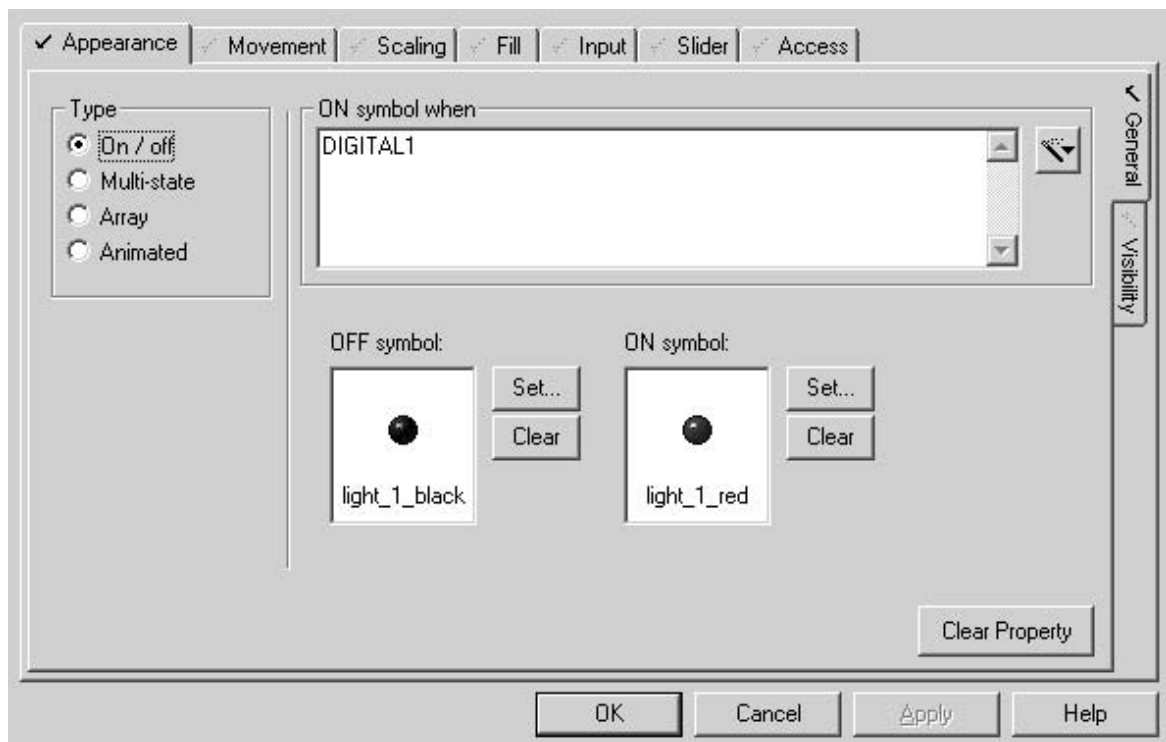 Appearance Movement Scaling Fill Input Slider Access
General
Visibility
Type
On / off
Multi-state
Array
Animated
ON symbol when
DIGITAL1
OFF symbol:
light_1_black
Set...
Clear
ON symbol:
light_1_red
Set...
Clear
Clear Property
OK Cancel Apply Help